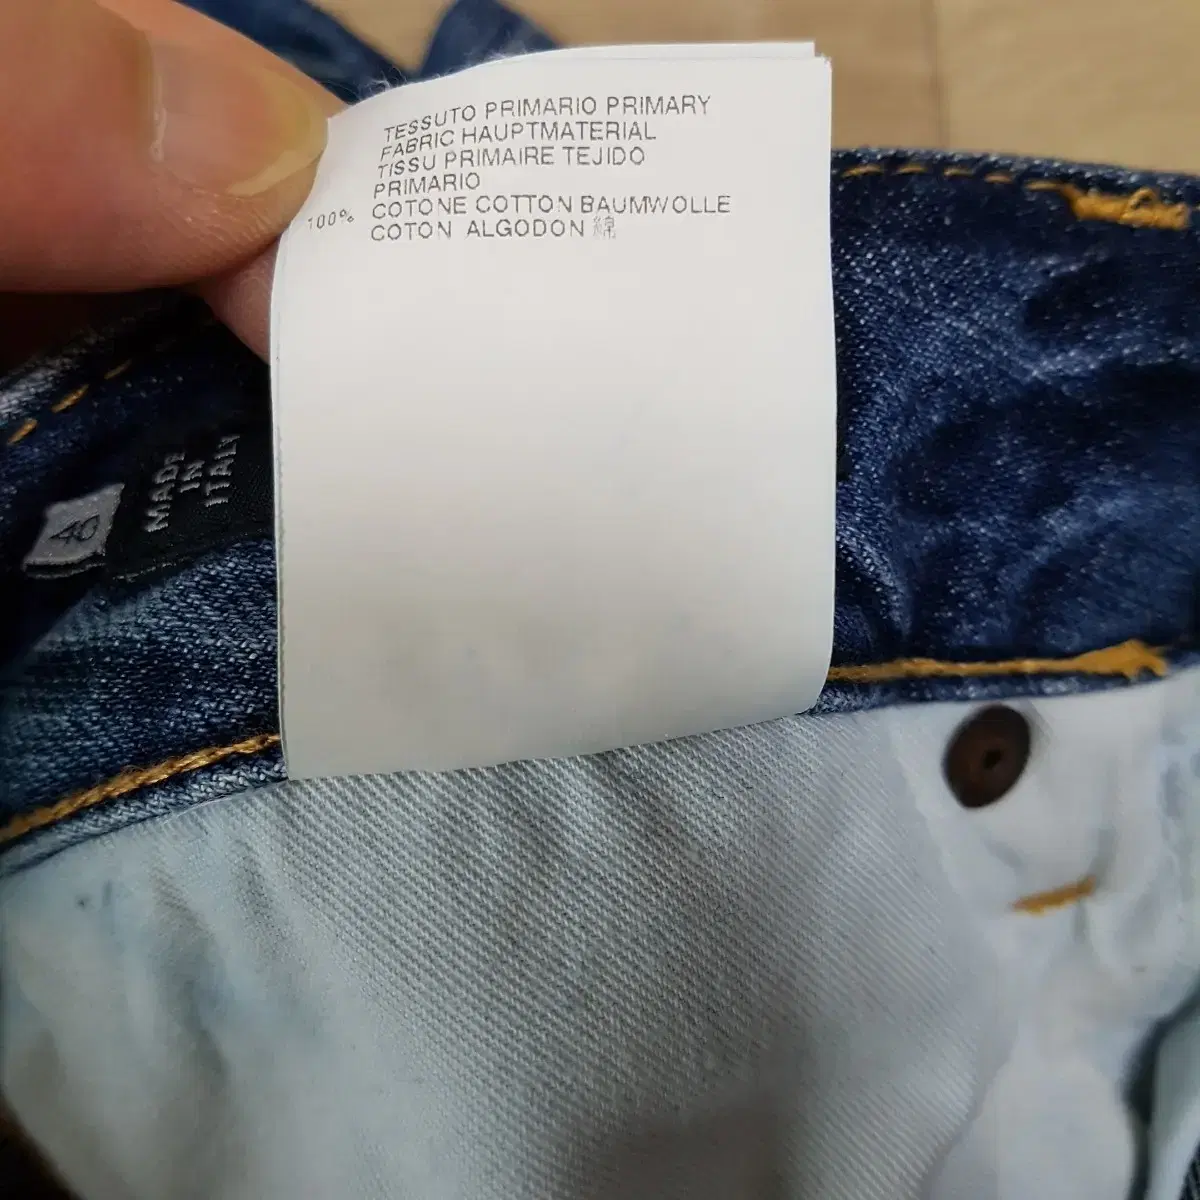 TESSUTO PRIMARIO PRIMARY
FABRIC HAUPTMATERIAL
TISSU PRIMAIRE TEJIDO
PRIMARIO
100% COTONE COTTON BAUMWOLLE
COTON ALGODON 綿
MADE
IN
ITALY
40